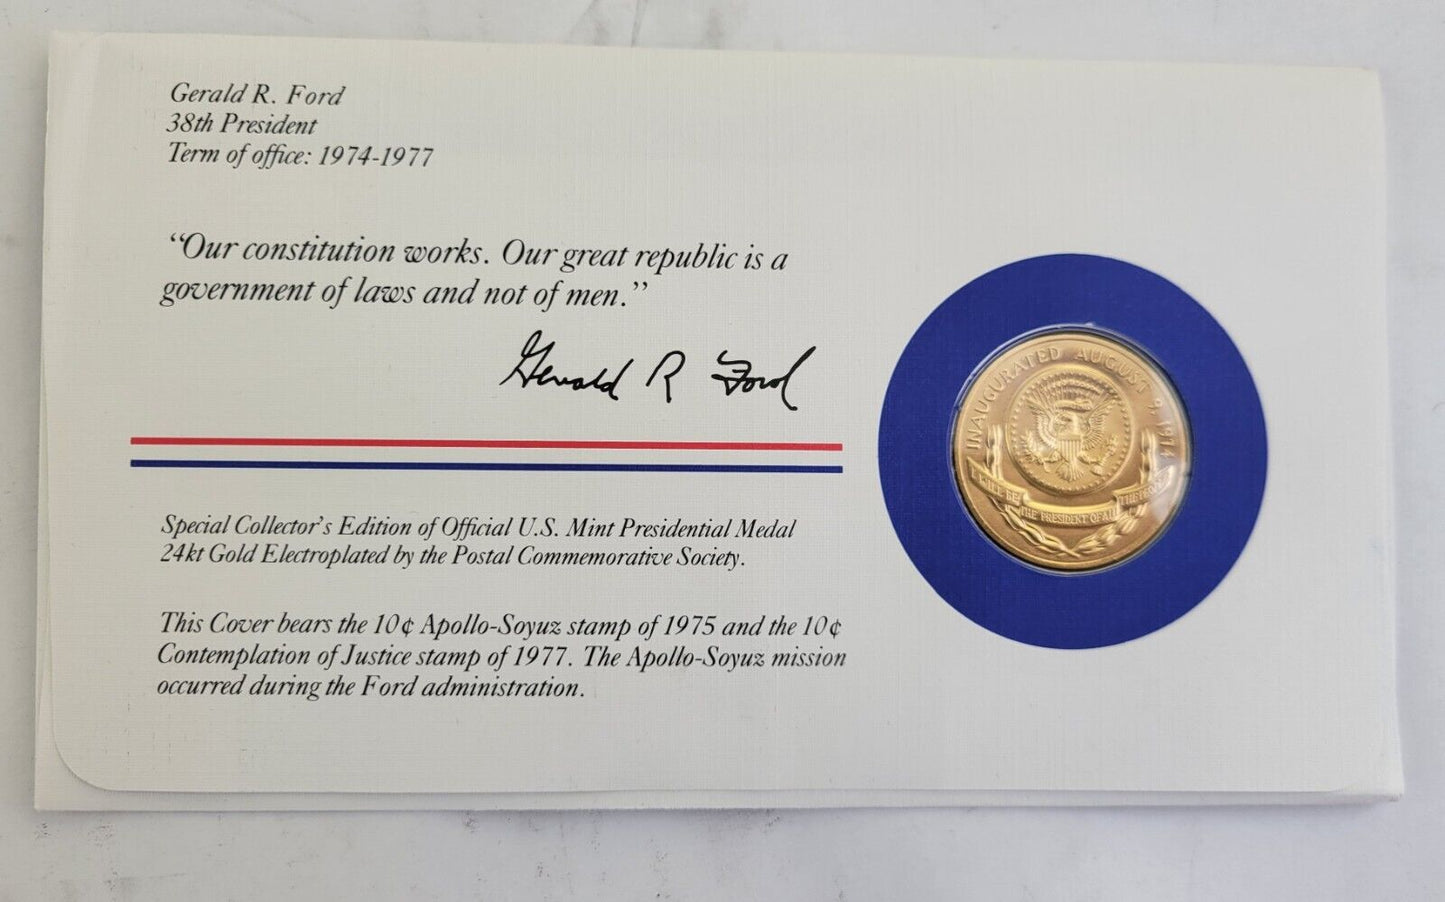 Gerald R. Ford
38th President
Term of office: 1974-1977
“Our constitution works. Our great republic is a
government of laws and not of men.”
Gerald R Ford
Special Collector's Edition of Official U.S. Mint Presidential Medal
24kt Gold Electroplated by the Postal Commemorative Society.
This Cover bears the 10¢ Apollo-Soyuz stamp of 1975 and the 10¢
Contemplation of Justice stamp of 1977. The Apollo-Soyuz mission
occurred during the Ford administration.
INAUGURATED AUGUST 9, 1974
I WILL BE
THE PRESIDENT OF ALL
THE PEOPLE